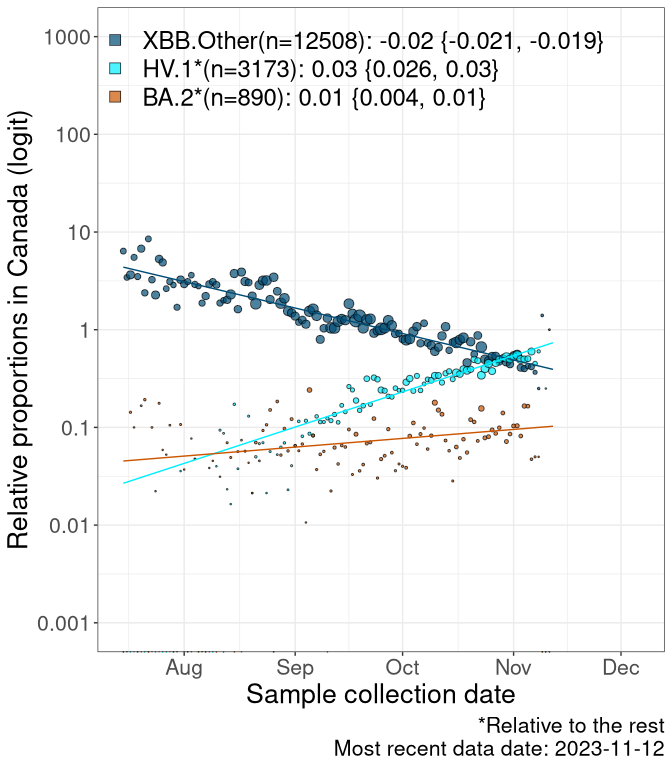 XBB.Other(n=12508): -0.02 {-0.021, -0.019}
HV.1*(n=3173): 0.03 {0.026, 0.03}
BA.2*(n=890): 0.01 {0.004, 0.01}
Relative proportions in Canada (logit)
1000
100
10
1
0.1
0.01
0.001
Aug Sep Oct Nov Dec
Sample collection date
*Relative to the rest
Most recent data date: 2023-11-12